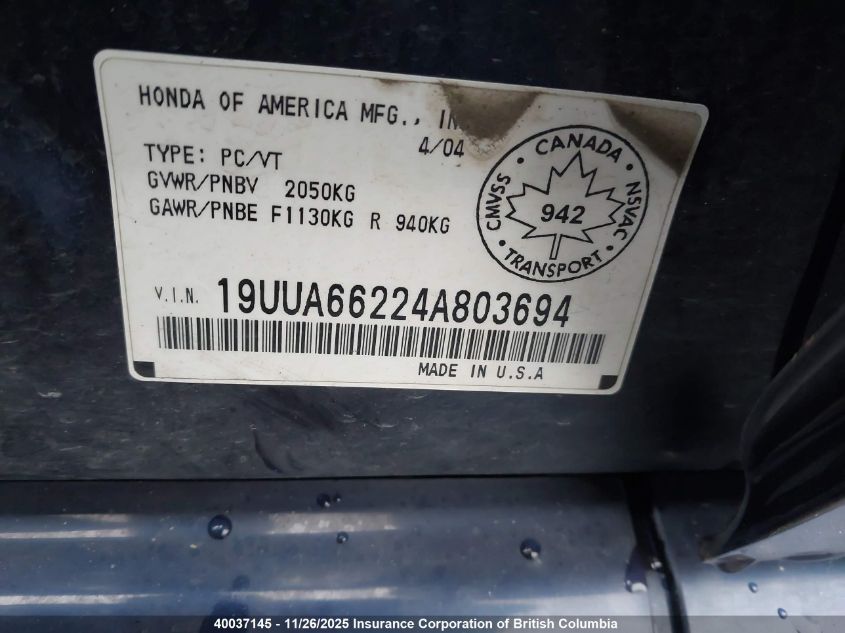 HONDA OF AMERICA MFG.,
4/04
TYPE: PC/VT
GVWR/PNBV 2050KG
GAWR/PNBE F1130KG R 940KG
CANADA
CMVSS
942
NSVAC
TRANSPORT
V.I.N. 19UUA66224A803694
MADE IN U.S.A
40037145 - 11/26/2025 Insurance Corporation of British Columbia